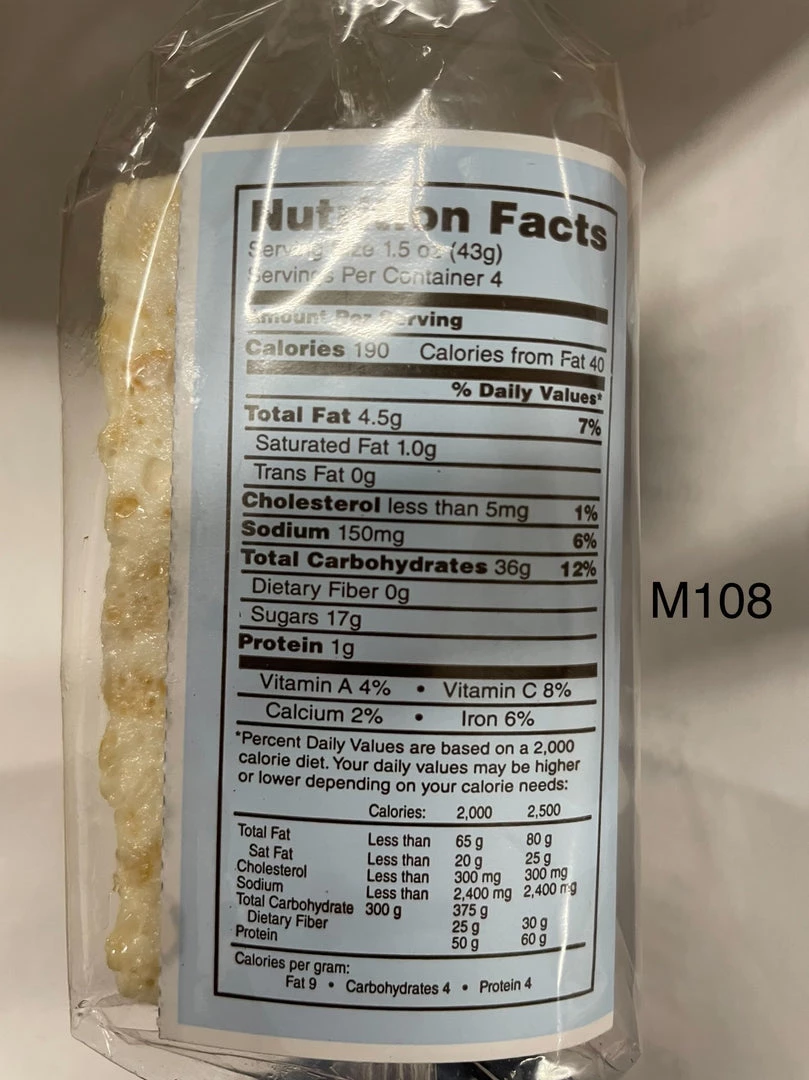 Nutrition Facts
Serving Size 1.5 oz (43g)
Servings Per Container 4
Amount Per Serving
Calories 190 Calories from Fat 40
% Daily Values*
Total Fat 4.5g 7%
Saturated Fat 1.0g
Trans Fat 0g
Cholesterol less than 5mg 1%
Sodium 150mg 6%
Total Carbohydrates 36g 12%
Dietary Fiber 0g
Sugars 17g
Protein 1g
Vitamin A 4% • Vitamin C 8%
Calcium 2% • Iron 6%
*Percent Daily Values are based on a 2,000
calorie diet. Your daily values may be higher
or lower depending on your calorie needs:
Calories: 2,000 2,500
Total Fat Less than 65 g 80 g
Sat Fat Less than 20 g 25 g
Cholesterol Less than 300 mg 300 mg
Sodium Less than 2,400 mg 2,400 mg
Total Carbohydrate 300 g 375 g
Dietary Fiber 25 g 30 g
Protein 50 g 60 g
Calories per gram:
Fat 9 • Carbohydrates 4 • Protein 4
M108